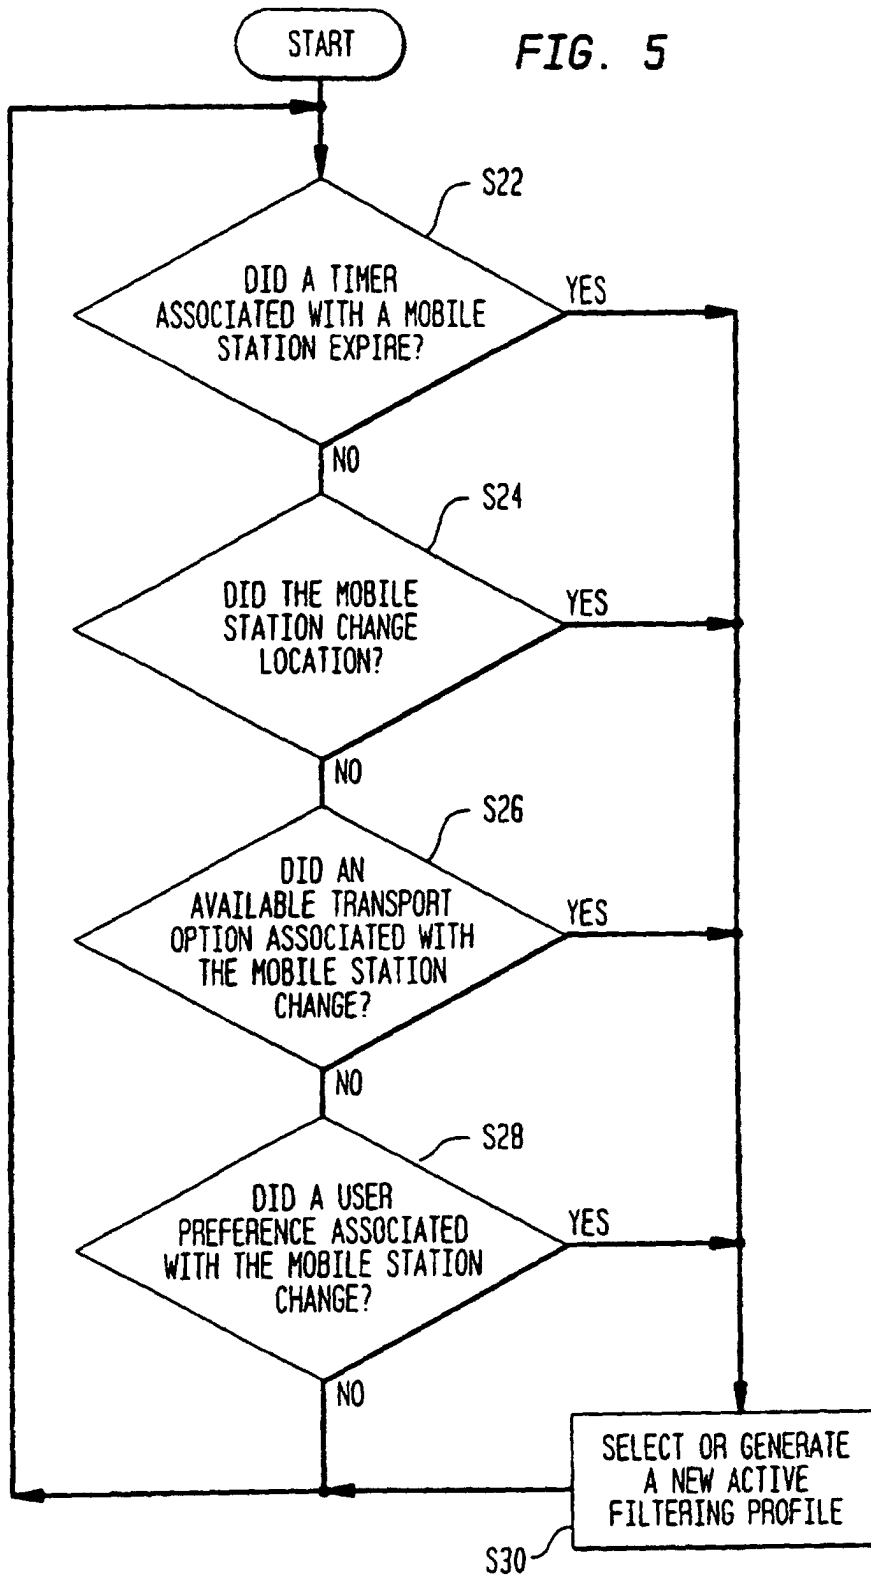 START
FIG. 5
S22
DID A TIMER
ASSOCIATED WITH A MOBILE
STATION EXPIRE?
YES
NO
S24
DID THE MOBILE
STATION CHANGE
LOCATION?
YES
NO
S26
DID AN
AVAILABLE TRANSPORT
OPTION ASSOCIATED WITH
THE MOBILE STATION
CHANGE?
YES
NO
S28
DID A USER
PREFERENCE ASSOCIATED
WITH THE MOBILE STATION
CHANGE?
YES
NO
SELECT OR GENERATE
A NEW ACTIVE
FILTERING PROFILE
S30